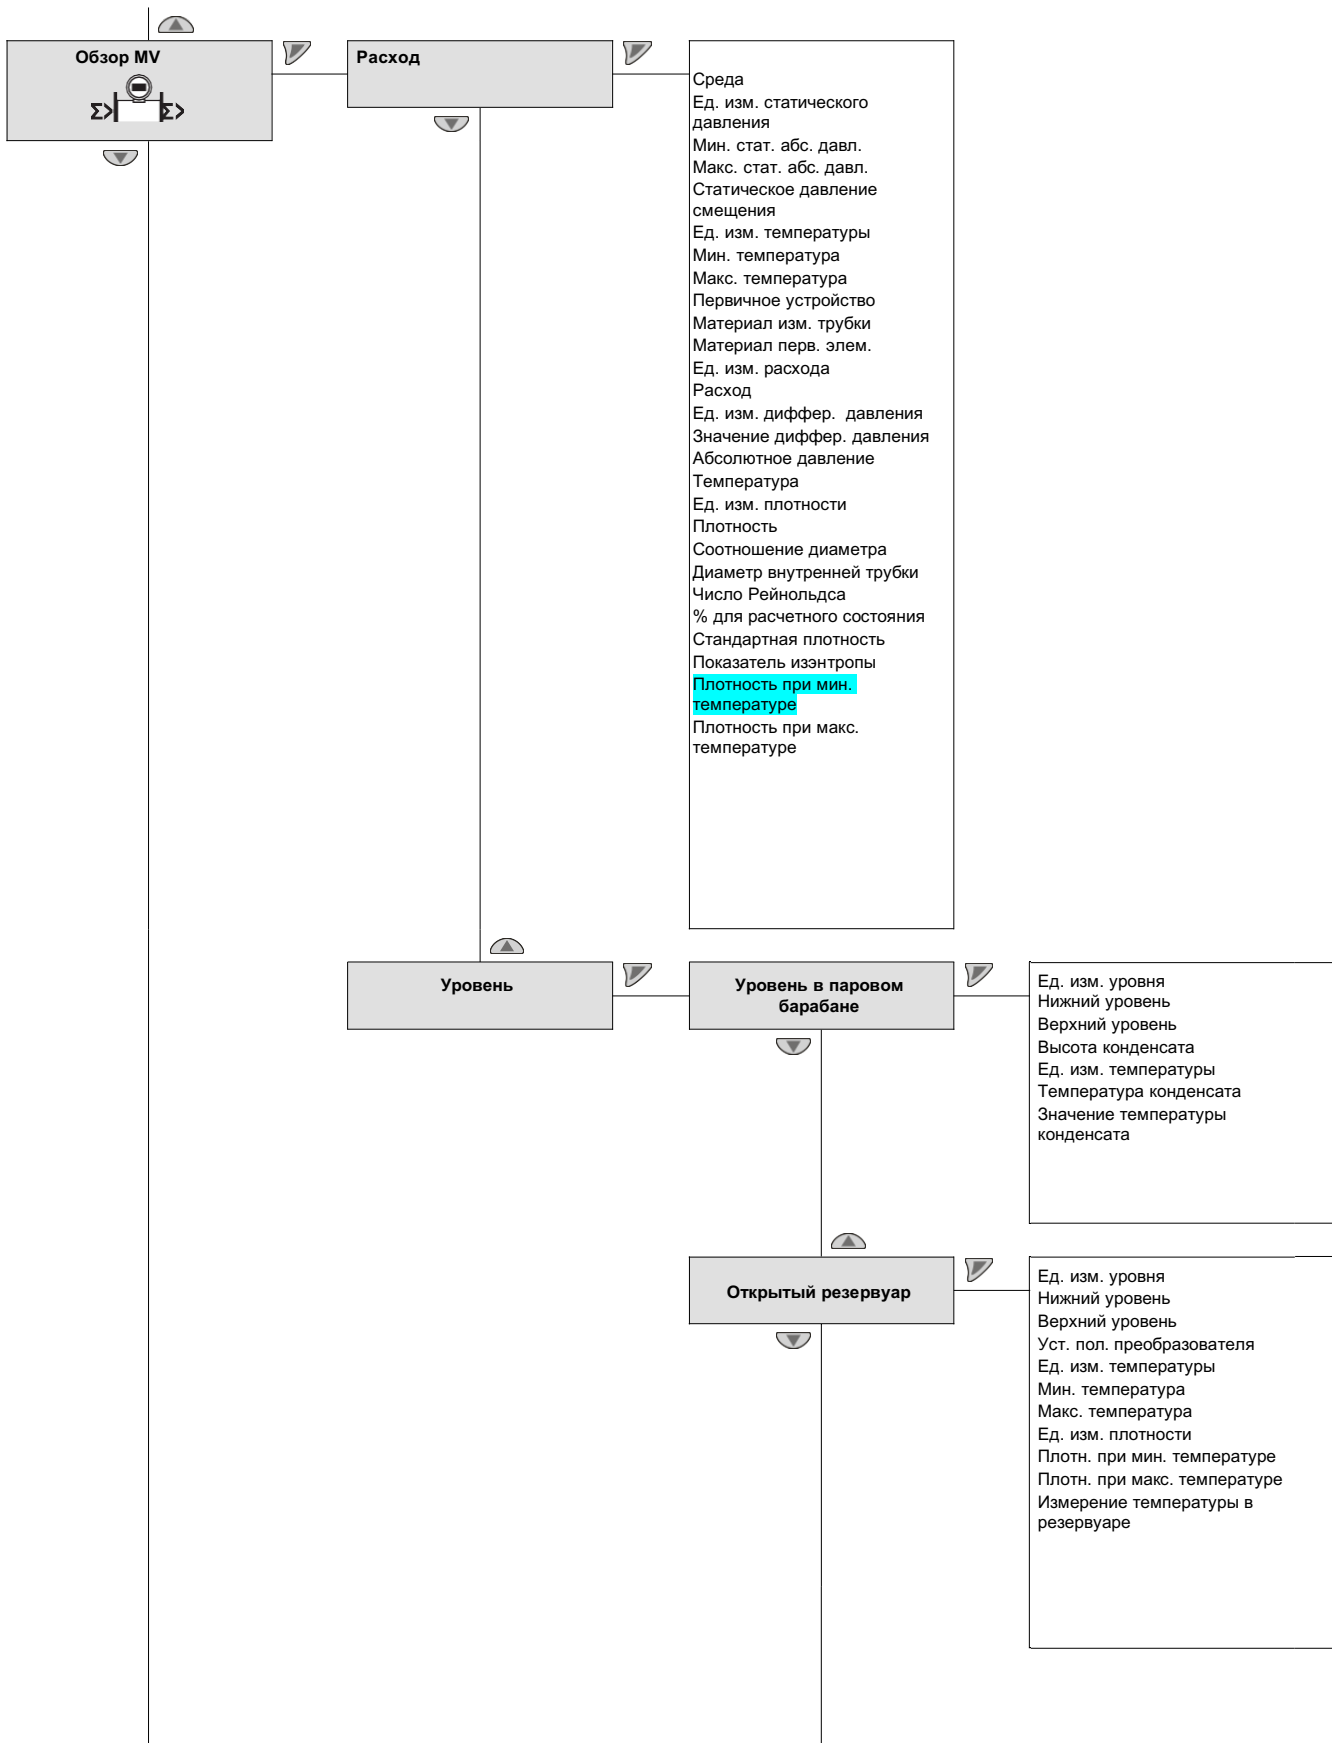 Обзор MV
Σ> Σ>
Расход
Среда
Ед. изм. статического
давления
Мин. стат. абс. давл.
Макс. стат. абс. давл.
Статическое давление
смещения
Ед. изм. температуры
Мин. температура
Макс. температура
Первичное устройство
Материал изм. трубки
Материал перв. элем.
Ед. изм. расхода
Расход
Ед. изм. диффер. давления
Значение диффер. давления
Абсолютное давление
Температура
Ед. изм. плотности
Плотность
Соотношение диаметра
Диаметр внутренней трубки
Число Рейнольдса
% для расчетного состояния
Стандартная плотность
Показатель изэнтропы
Плотность при мин.
температуре
Плотность при макс.
температуре
Уровень
Уровень в паровом
барабане
Ед. изм. уровня
Нижний уровень
Верхний уровень
Высота конденсата
Ед. изм. температуры
Температура конденсата
Значение температуры
конденсата
Открытый резервуар
Ед. изм. уровня
Нижний уровень
Верхний уровень
Уст. пол. преобразователя
Ед. изм. температуры
Мин. температура
Макс. температура
Ед. изм. плотности
Плотн. при мин. температуре
Плотн. при макс. температуре
Измерение температуры в
резервуаре